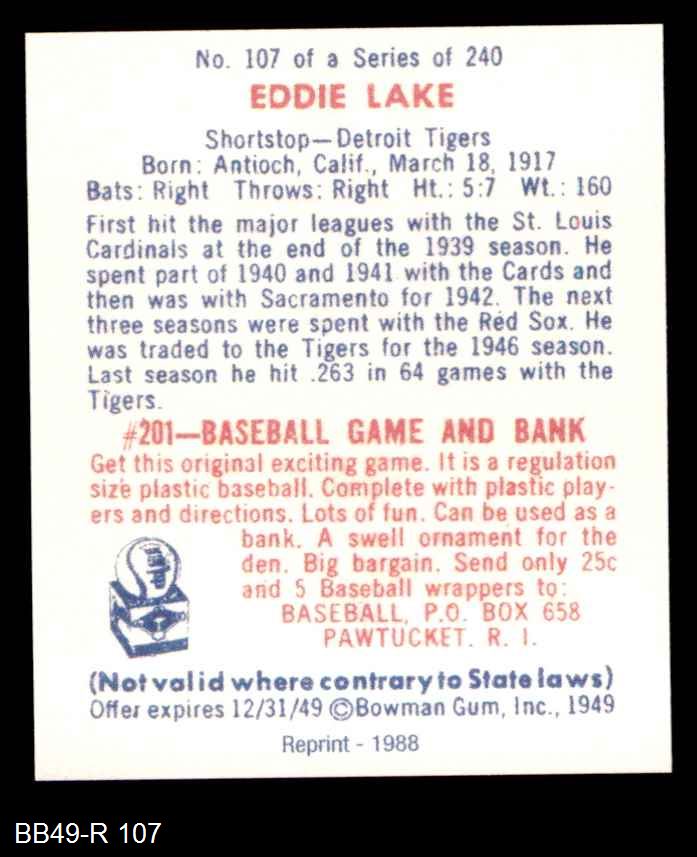 No. 107 of a Series of 240
EDDIE LAKE
Shortstop—Detroit Tigers
Born: Antioch, Calif., March 18, 1917
Bats: Right Throws: Right Ht.: 5:7 Wt.: 160
First hit the major leagues with the St. Louis
Cardinals at the end of the 1939 season. He
spent part of 1940 and 1941 with the Cards and
then was with Sacramento for 1942. The next
three seasons were spent with the Red Sox. He
was traded to the Tigers for the 1946 season.
Last season he hit .263 in 64 games with the
Tigers.
#201—BASEBALL GAME AND BANK
Get this original exciting game. It is a regulation
size plastic baseball. Complete with plastic play-
ers and directions. Lots of fun. Can be used as a
bank. A swell ornament for the
den. Big bargain. Send only 25c
and 5 Baseball wrappers to:
BASEBALL, P.O. BOX 658
PAWTUCKET. R. I.
(Not valid where contrary to State laws)
Offer expires 12/31/49 ©Bowman Gum, Inc., 1949
Reprint - 1988
BB49-R 107